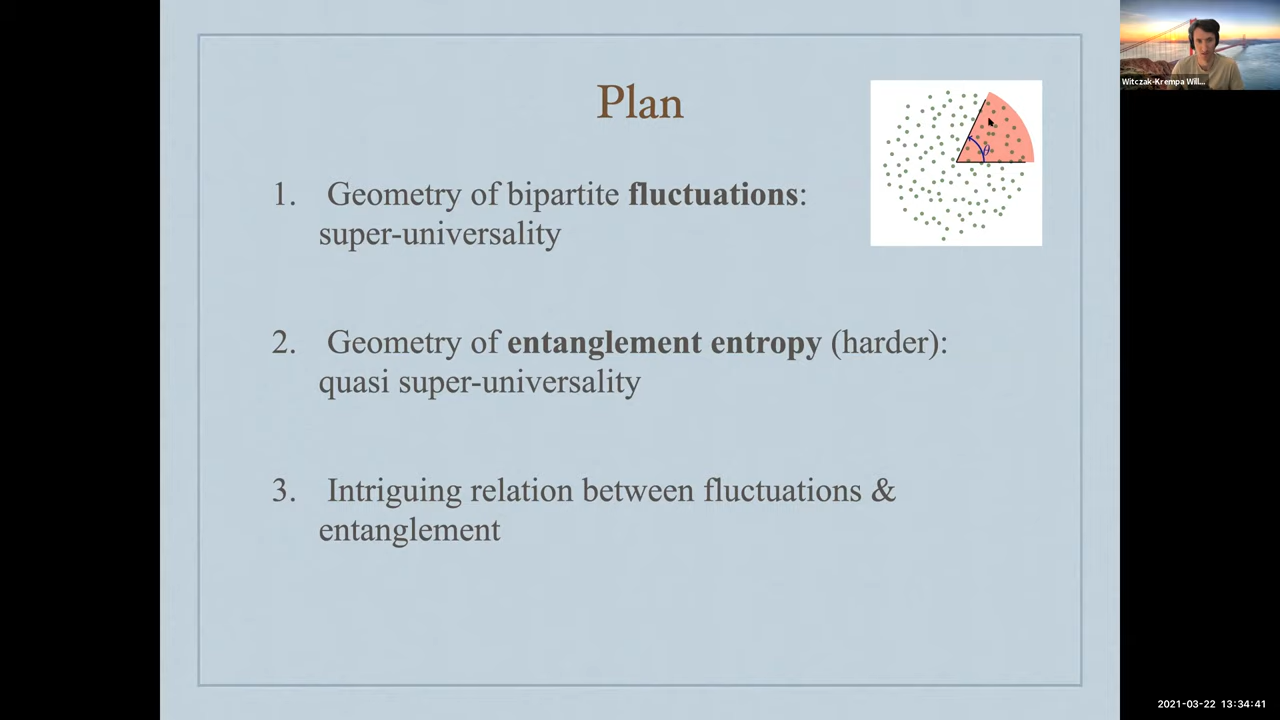 Plan
1. Geometry of bipartite fluctuations:
super-universality
θ
2. Geometry of entanglement entropy (harder):
quasi super-universality
3. Intriguing relation between fluctuations &
entanglement
Witczak-Krempa Will...
2021-03-22 13:34:41